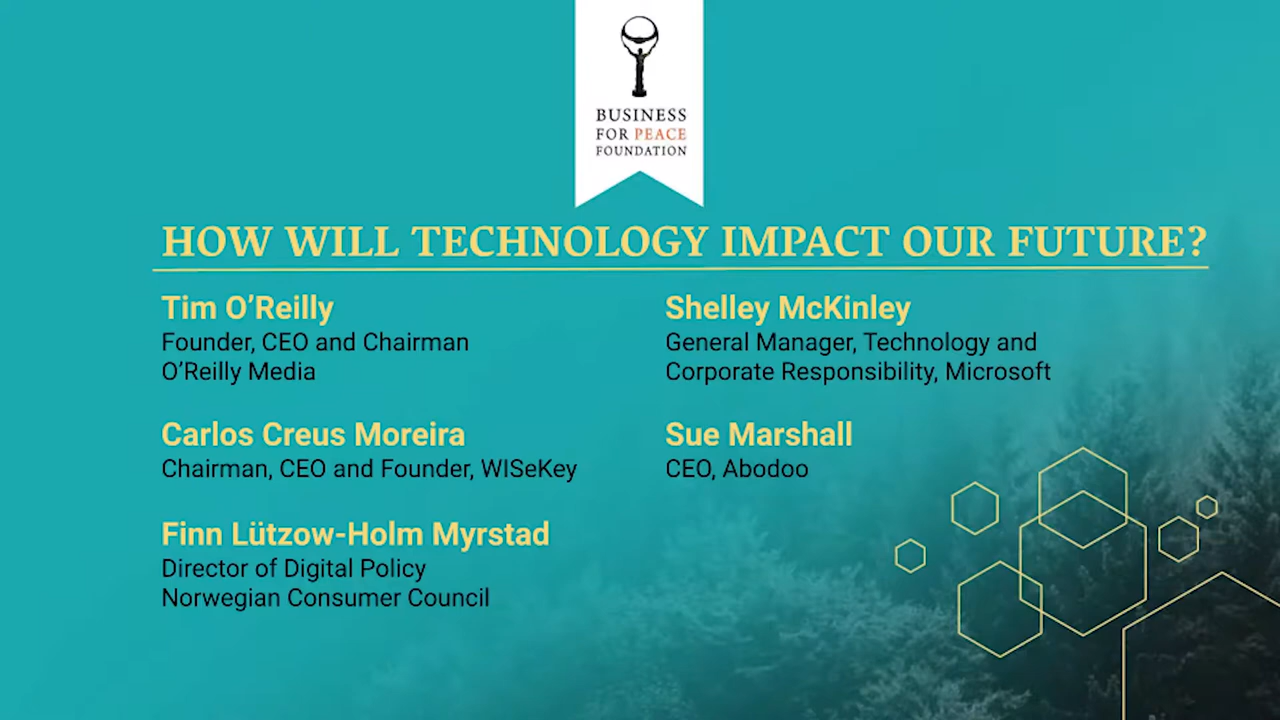 BUSINESS
FOR PEACE
FOUNDATION
HOW WILL TECHNOLOGY IMPACT OUR FUTURE?
Tim O’Reilly
Founder, CEO and Chairman
O’Reilly Media
Carlos Creus Moreira
Chairman, CEO and Founder, WISeKey
Finn Lützow-Holm Myrstad
Director of Digital Policy
Norwegian Consumer Council
Shelley McKinley
General Manager, Technology and
Corporate Responsibility, Microsoft
Sue Marshall
CEO, Abodoo